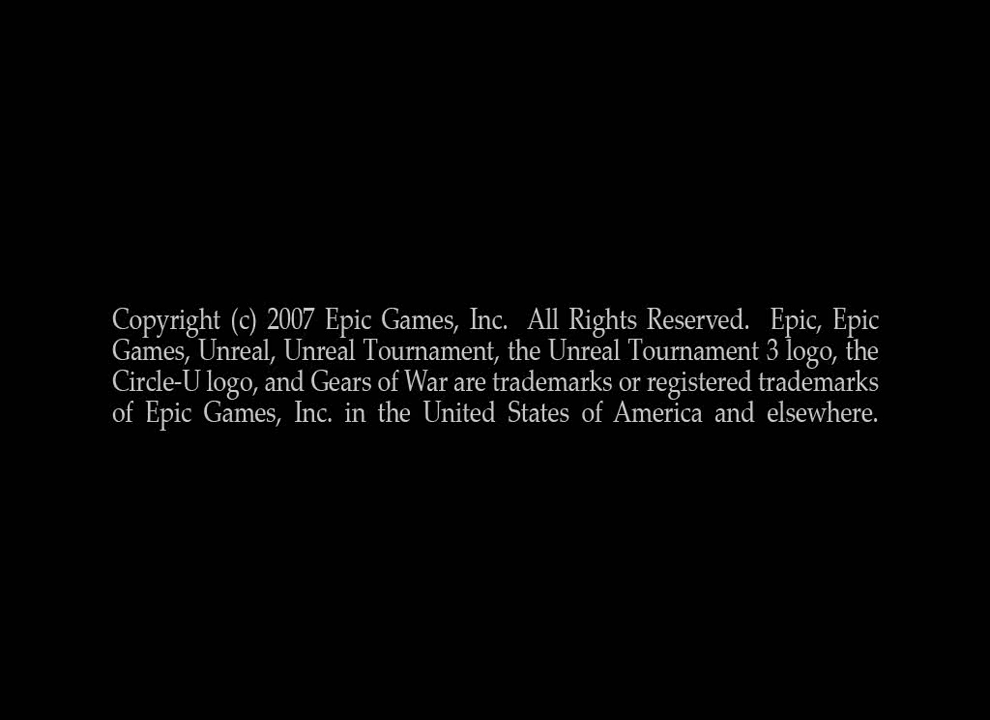 Copyright (c) 2007 Epic Games, Inc.  All Rights Reserved.  Epic, Epic
Games, Unreal, Unreal Tournament, the Unreal Tournament 3 logo, the
Circle-U logo, and Gears of War are trademarks or registered trademarks
of Epic Games, Inc. in the United States of America and elsewhere.